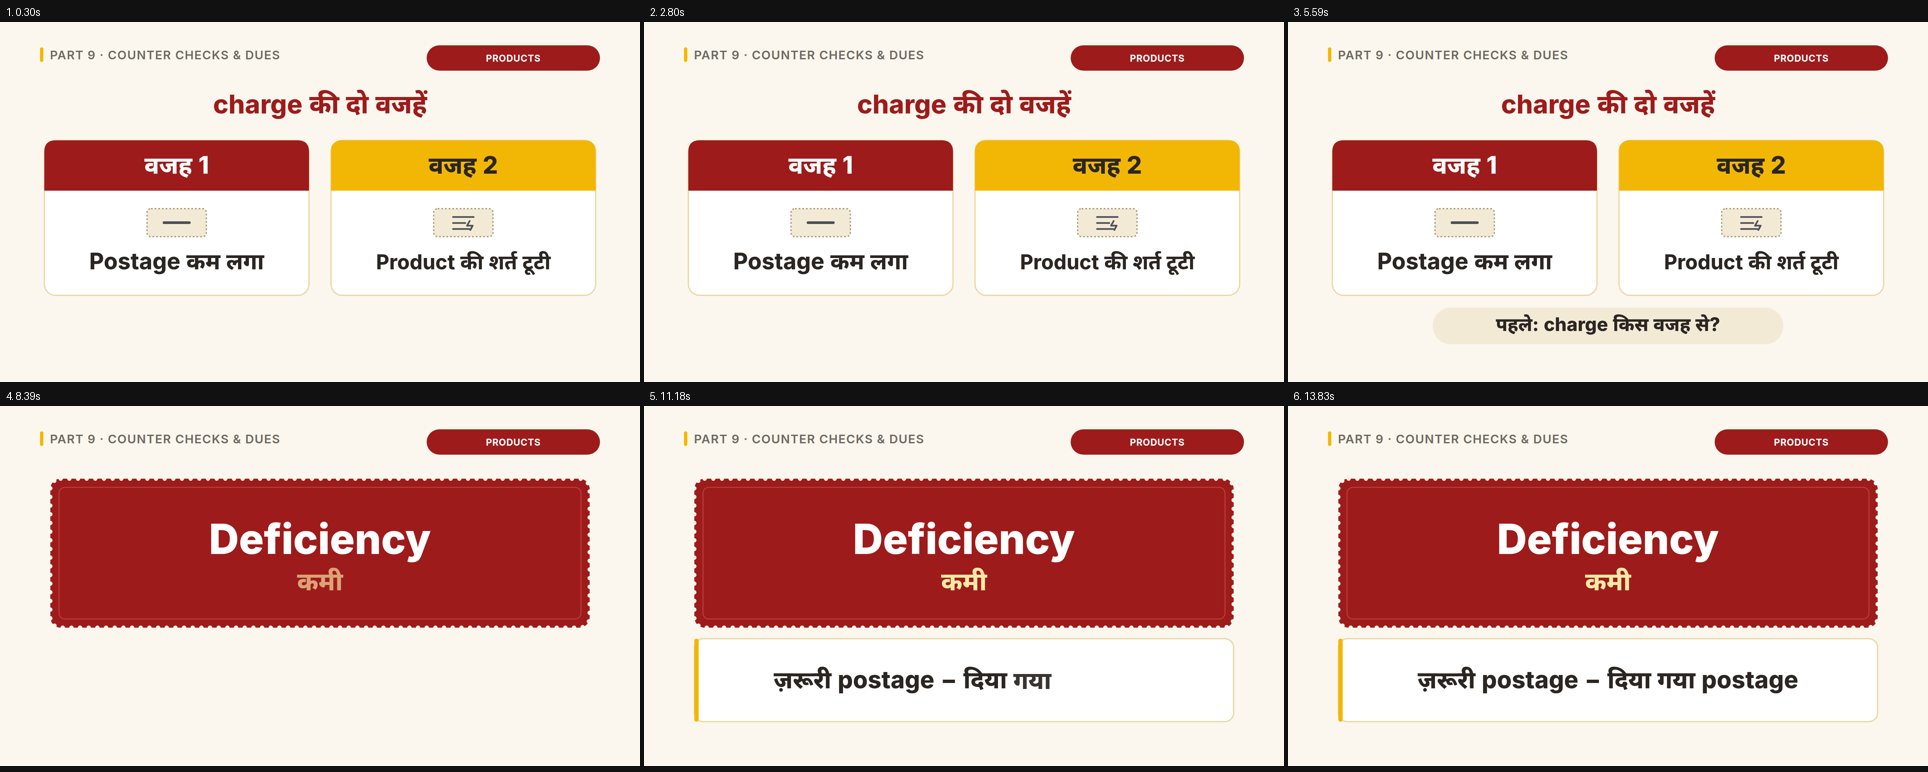 1. 0.30s
PART 9 · COUNTER CHECKS & DUES
PRODUCTS
charge की दो वजहें
वजह 1
वजह 2
Postage कम लगा
Product की शर्त टूटी
2. 2.80s
PART 9 · COUNTER CHECKS & DUES
PRODUCTS
charge की दो वजहें
वजह 1
वजह 2
Postage कम लगा
Product की शर्त टूटी
3. 5.59s
PART 9 · COUNTER CHECKS & DUES
PRODUCTS
charge की दो वजहें
वजह 1
वजह 2
Postage कम लगा
Product की शर्त टूटी
पहले: charge किस वजह से?
4. 8.39s
PART 9 · COUNTER CHECKS & DUES
PRODUCTS
Deficiency
कमी
5. 11.18s
PART 9 · COUNTER CHECKS & DUES
PRODUCTS
Deficiency
कमी
ज़रूरी postage – दिया गया
6. 13.83s
PART 9 · COUNTER CHECKS & DUES
PRODUCTS
Deficiency
कमी
ज़रूरी postage – दिया गया postage